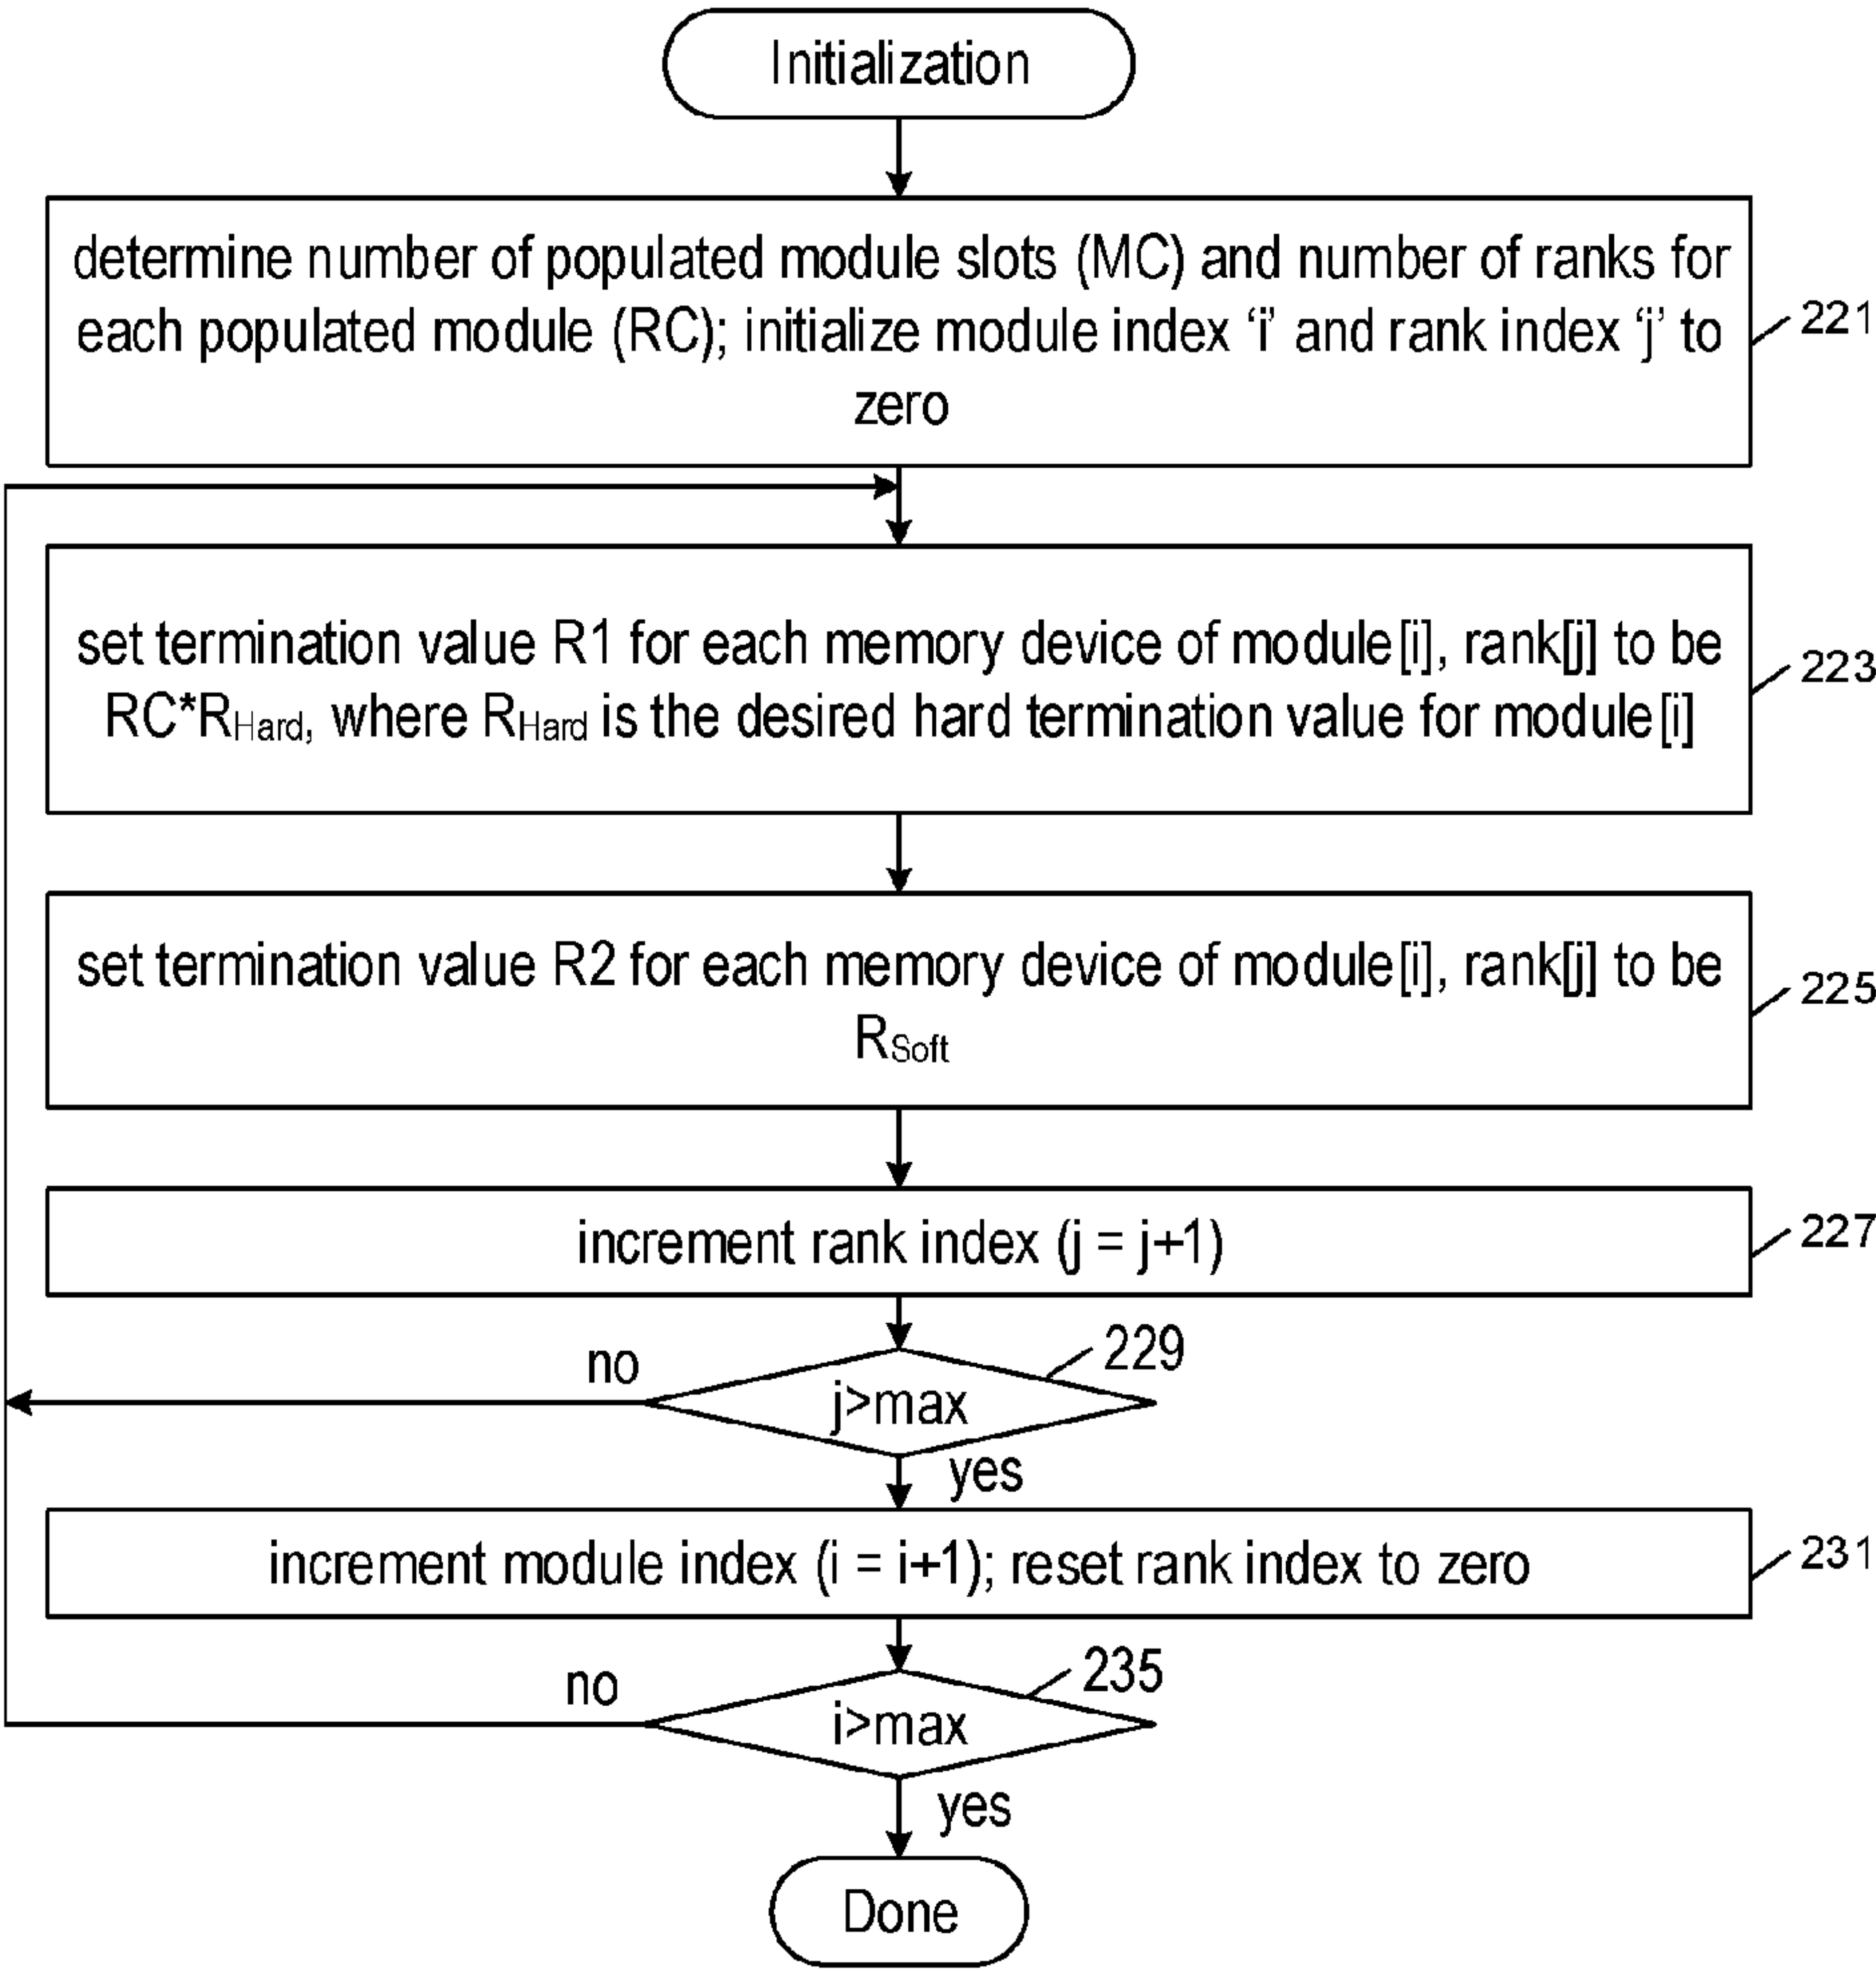 Initialization
determine number of populated module slots (MC) and number of ranks for
each populated module (RC); initialize module index ‘i’ and rank index ‘j’ to
zero
221
set termination value R1 for each memory device of module[i], rank[j] to be
RC*RHard, where RHard is the desired hard termination value for module[i]
223
set termination value R2 for each memory device of module[i], rank[j] to be
RSoft
225
increment rank index (j = j+1)
227
229
no
j>max
yes
increment module index (i = i+1); reset rank index to zero
231
235
no
i>max
yes
Done